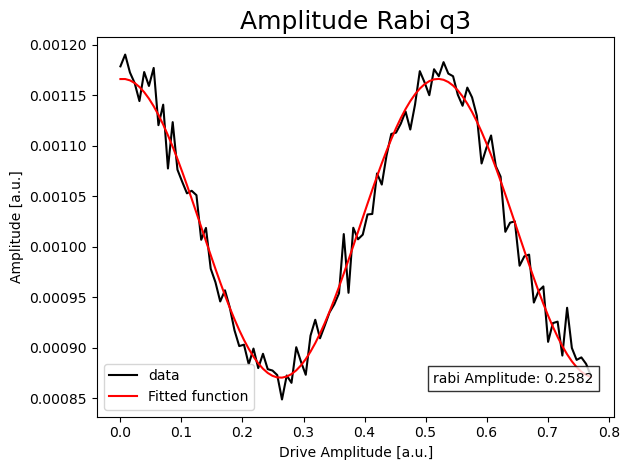 Amplitude Rabi q3
Amplitude [a.u.]
0.00120
0.00115
0.00110
0.00105
0.00100
0.00095
0.00090
0.00085
data
Fitted function
rabi Amplitude: 0.2582
0.0 0.1 0.2 0.3 0.4 0.5 0.6 0.7 0.8
Drive Amplitude [a.u.]